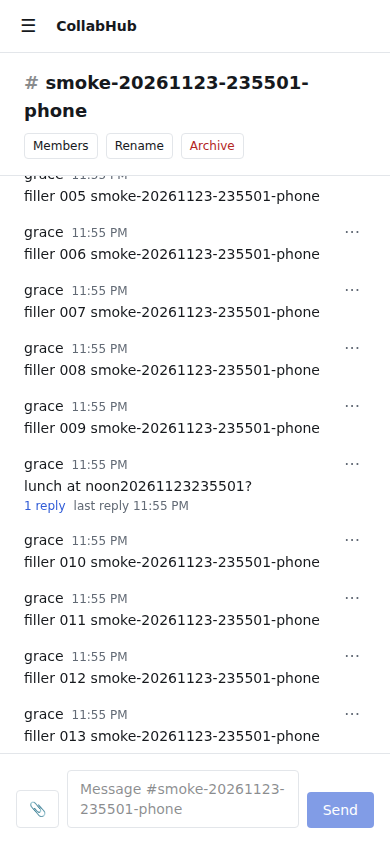 ☰ CollabHub
# smoke-20261123-235501-
phone
Members Rename Archive
grace 11:55 PM
filler 005 smoke-20261123-235501-phone
grace 11:55 PM ...
filler 006 smoke-20261123-235501-phone
grace 11:55 PM ...
filler 007 smoke-20261123-235501-phone
grace 11:55 PM ...
filler 008 smoke-20261123-235501-phone
grace 11:55 PM ...
filler 009 smoke-20261123-235501-phone
grace 11:55 PM ...
lunch at noon20261123235501?
1 reply last reply 11:55 PM
grace 11:55 PM ...
filler 010 smoke-20261123-235501-phone
grace 11:55 PM ...
filler 011 smoke-20261123-235501-phone
grace 11:55 PM ...
filler 012 smoke-20261123-235501-phone
grace 11:55 PM ...
filler 013 smoke-20261123-235501-phone
Message #smoke-20261123-
235501-phone
Send